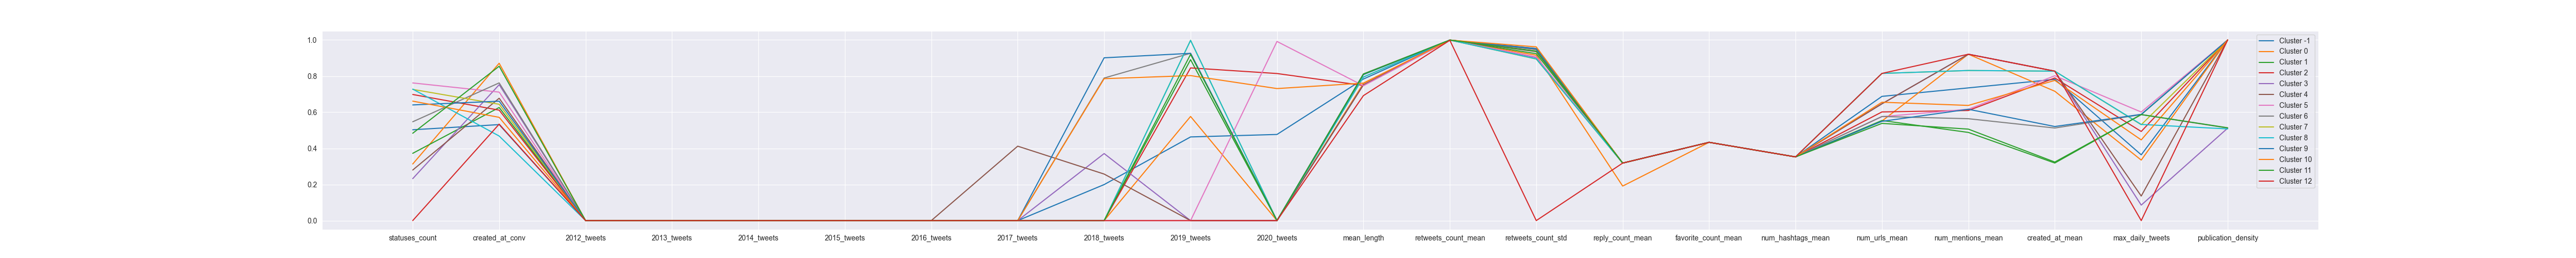 1.0
0.8
0.6
0.4
0.2
0.0
statuses_count created_at_conv 2012_tweets 2013_tweets 2014_tweets 2015_tweets 2016_tweets 2017_tweets 2018_tweets 2019_tweets 2020_tweets mean_length retweets_count_mean retweets_count_std reply_count_mean favorite_count_mean num_hashtags_mean num_urls_mean num_mentions_mean created_at_mean max_daily_tweets publication_density
Cluster -1
Cluster 0
Cluster 1
Cluster 2
Cluster 3
Cluster 4
Cluster 5
Cluster 6
Cluster 7
Cluster 8
Cluster 9
Cluster 10
Cluster 11
Cluster 12